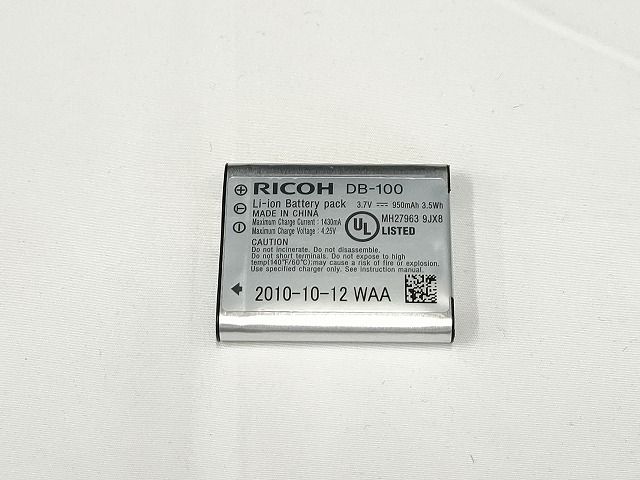 RICOH DB-100
Li-ion Battery pack 3.7V ⎓ 950mAh 3.5Wh
MADE IN CHINA
Maximum Charge Current : 1430mA
Maximum Charge Voltage : 4.25V
UL MH27963 9JX8
LISTED
CAUTION
Do not incinerate. Do not disassemble.
Do not short terminals. Do not expose to high
temp(140°F/60°C);may cause a risk of fire or explosion.
Use specified charger only. See instruction manual.
2010-10-12 WAA